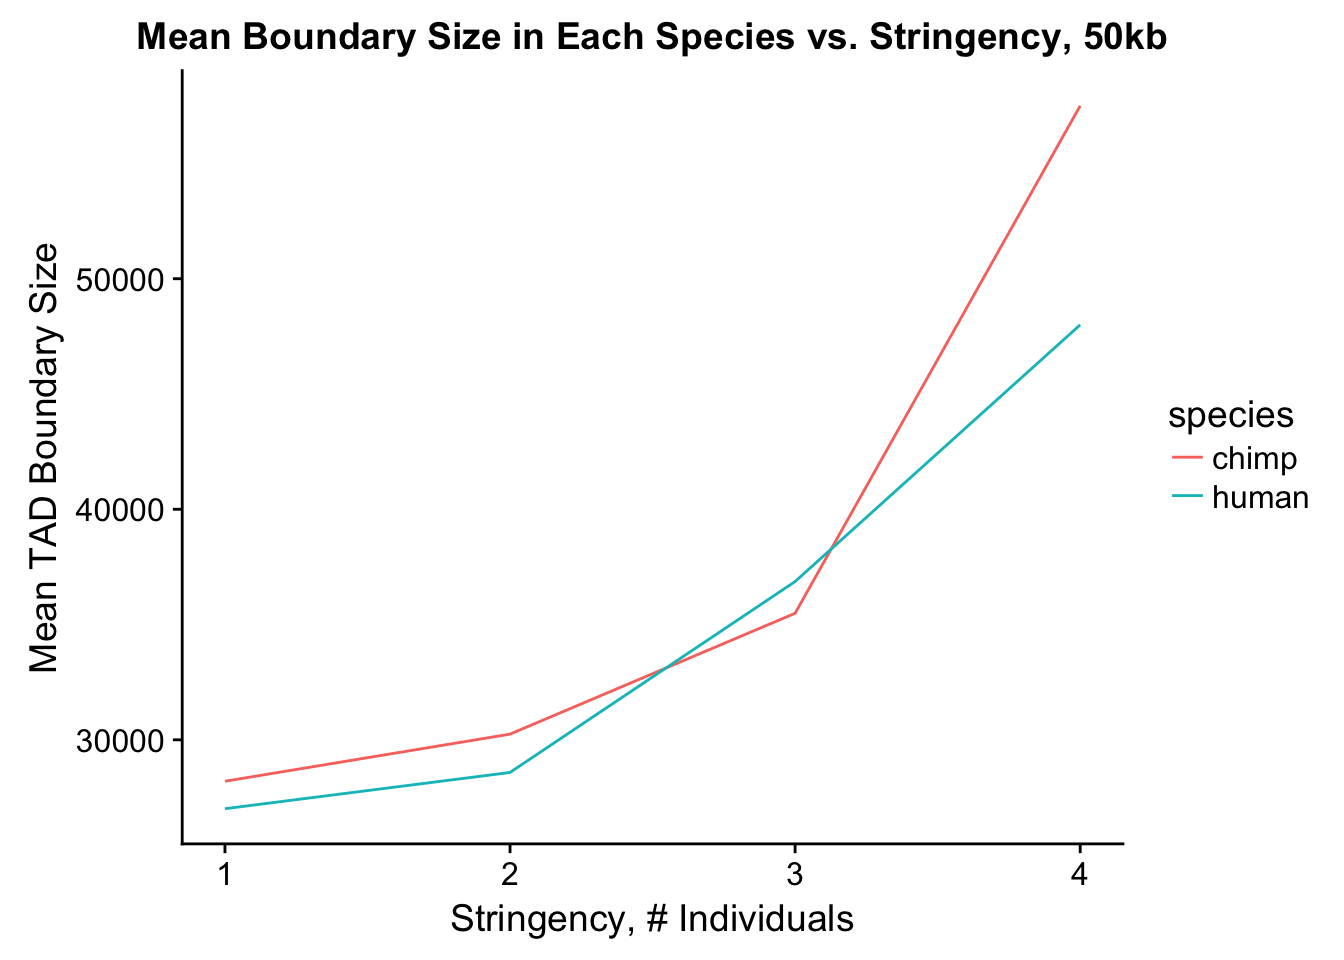 Mean Boundary Size in Each Species vs. Stringency, 50kb
Mean TAD Boundary Size
50000
40000
30000
1 2 3 4
Stringency, # Individuals
species
chimp
human